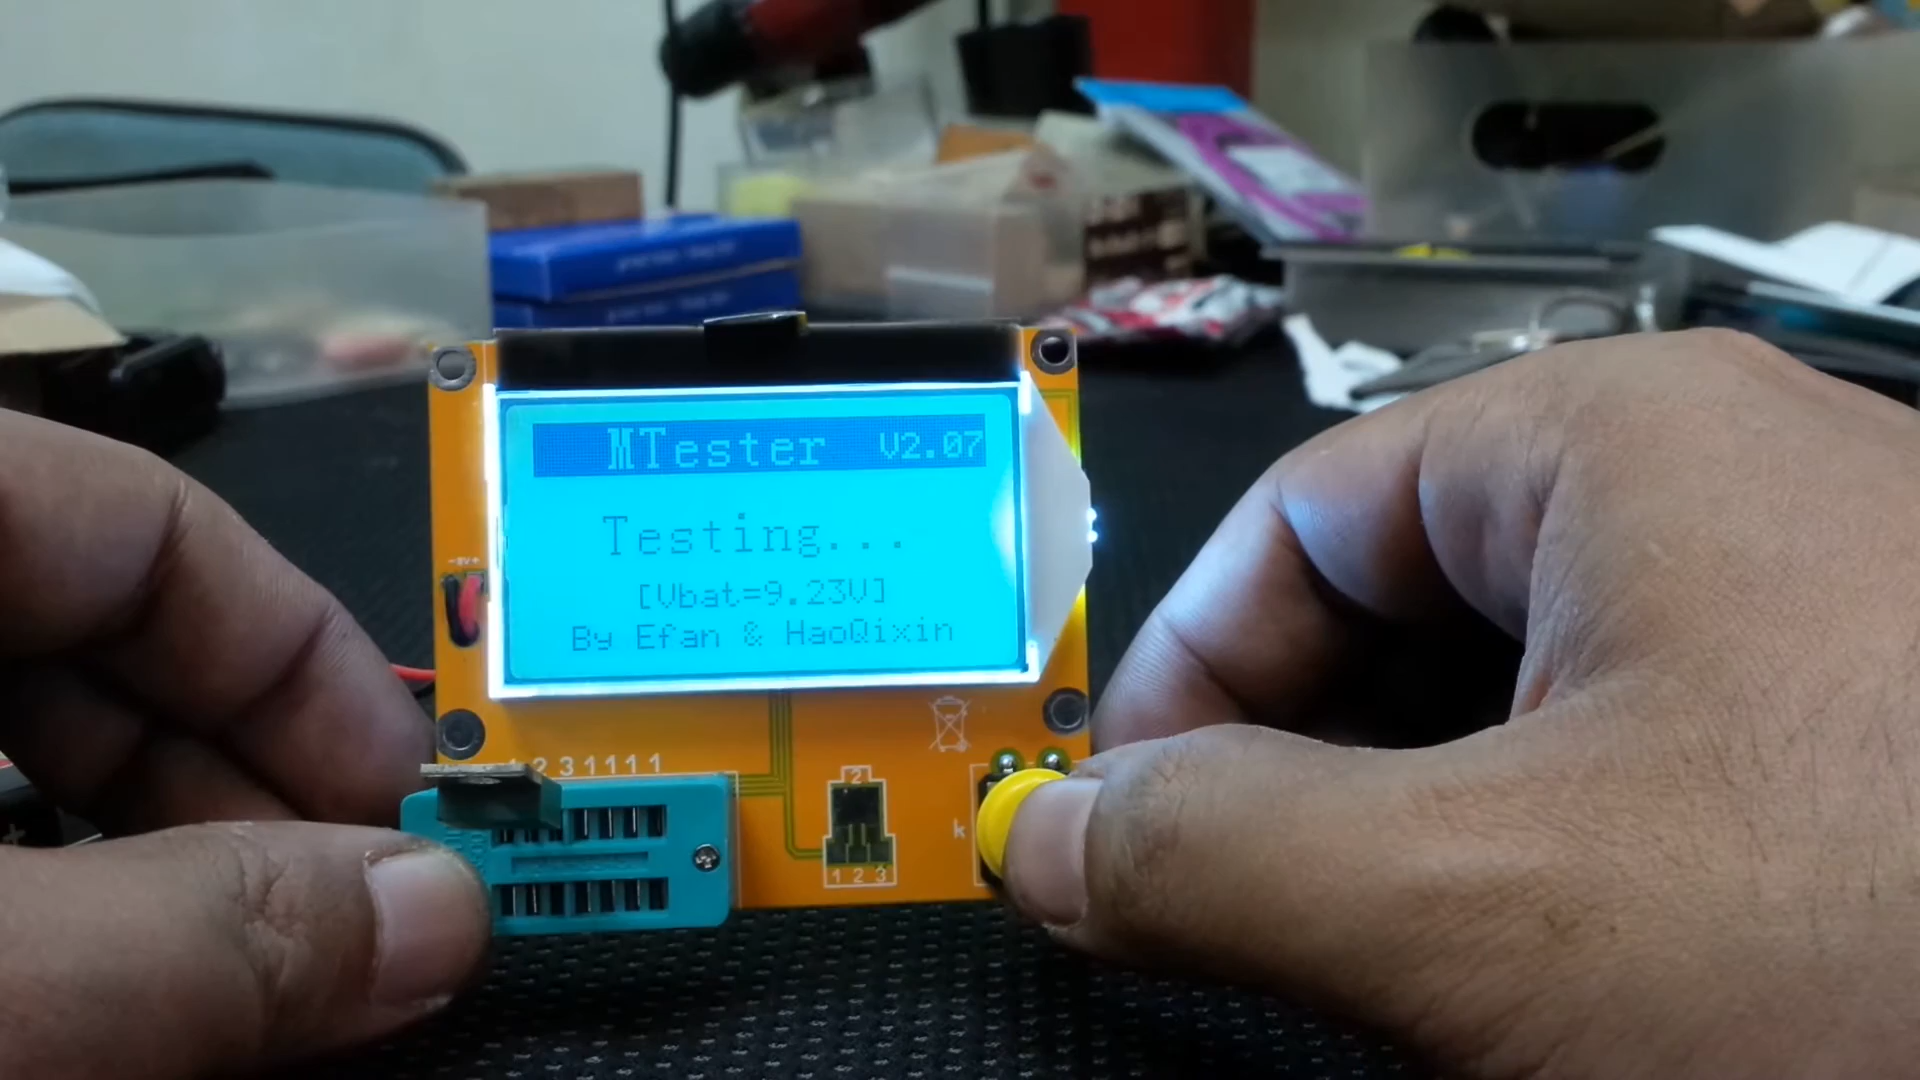 MTester V2.07
Testing...
[Vbat=9.23V]
By Efan & HaoQixin
-9V+
1 2 3 1 1 1 1
2
k
1 2 3